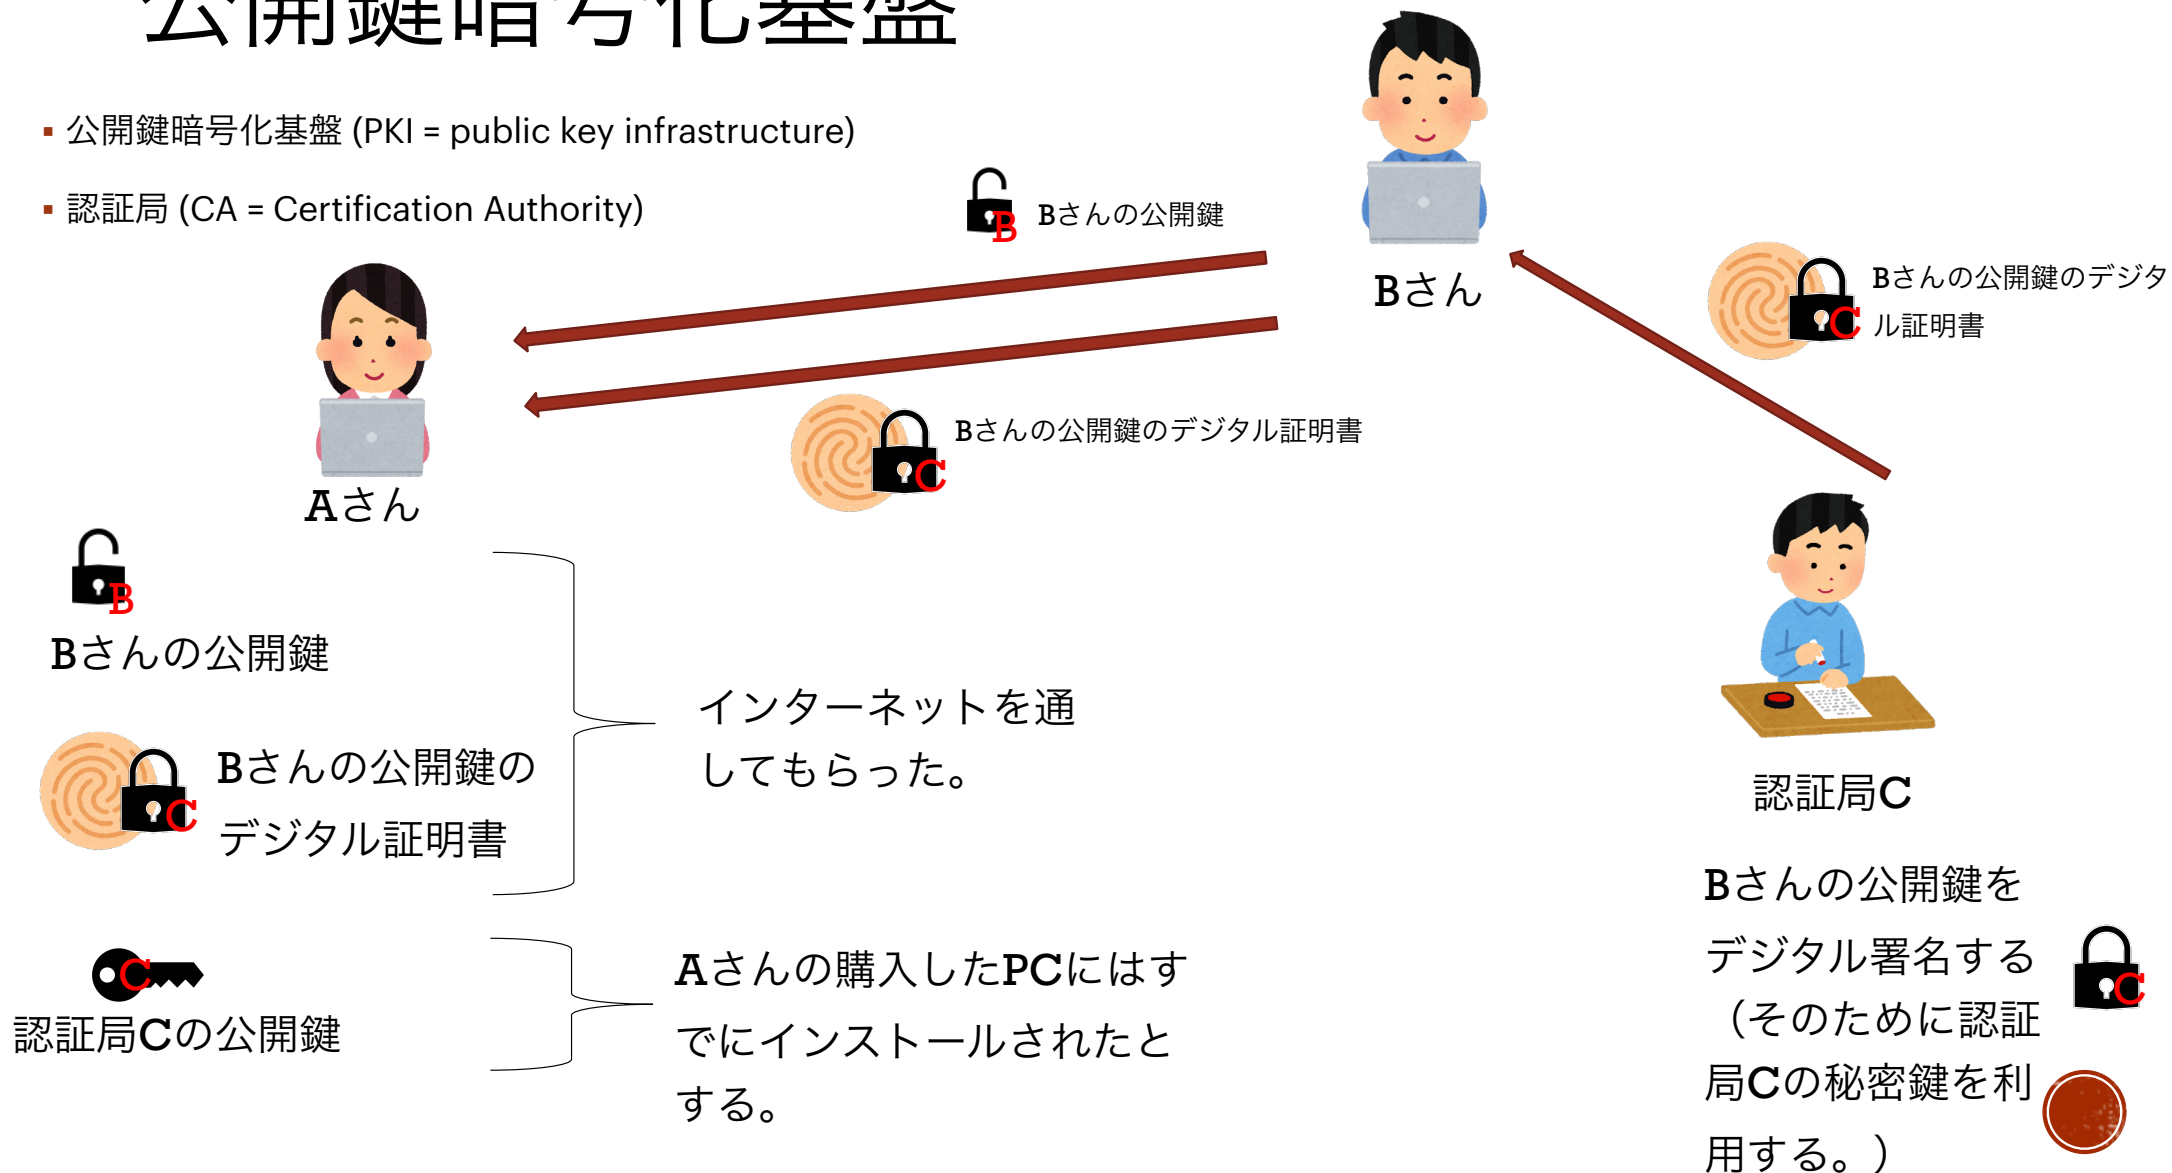 公開鍵暗号化基盤
▪ 公開鍵暗号化基盤 (PKI = public key infrastructure)
▪ 認証局 (CA = Certification Authority)
B
Bさんの公開鍵
Bさん
C
Bさんの公開鍵のデジタ
ル証明書
C
Bさんの公開鍵のデジタル証明書
Aさん
B
Bさんの公開鍵
C
Bさんの公開鍵の
デジタル証明書
インターネットを通
してもらった。
C
認証局Cの公開鍵
Aさんの購入したPCにはす
でにインストールされたと
する。
認証局C
Bさんの公開鍵を
デジタル署名する
（そのために認証
局Cの秘密鍵を利
用する。）
C